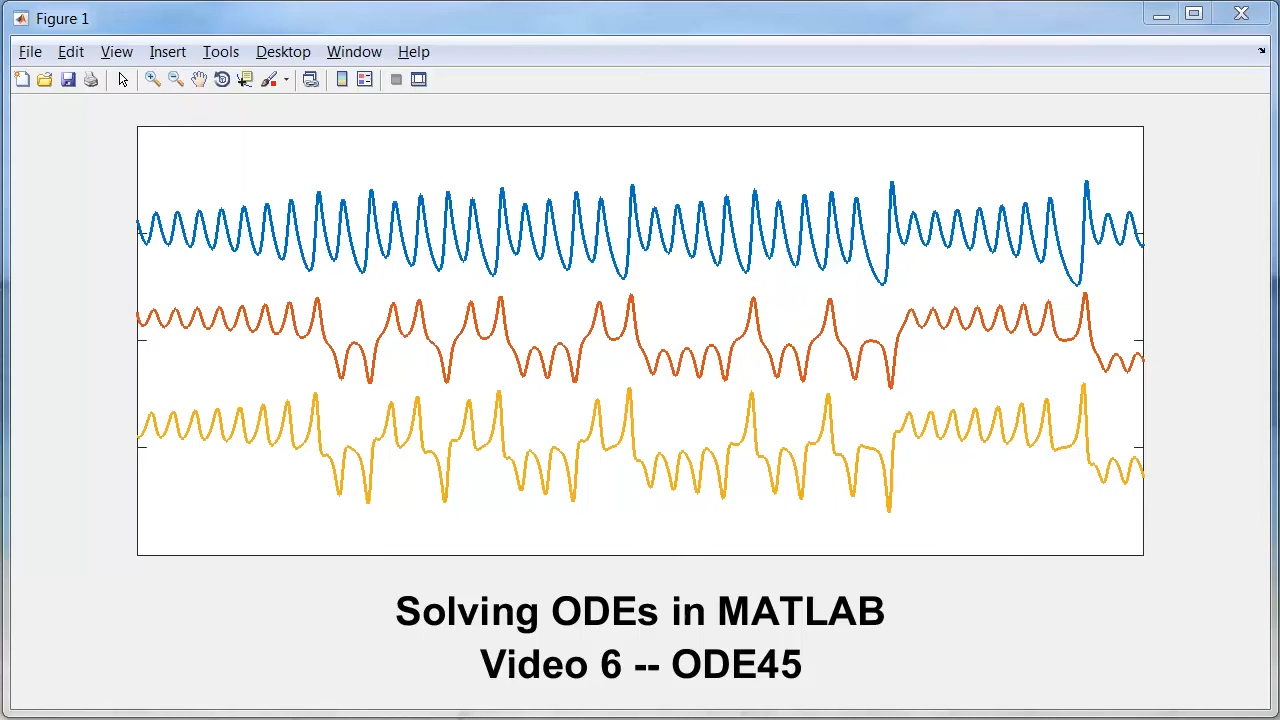 Figure 1
File Edit View Insert Tools Desktop Window Help
Solving ODEs in MATLAB
Video 6 -- ODE45